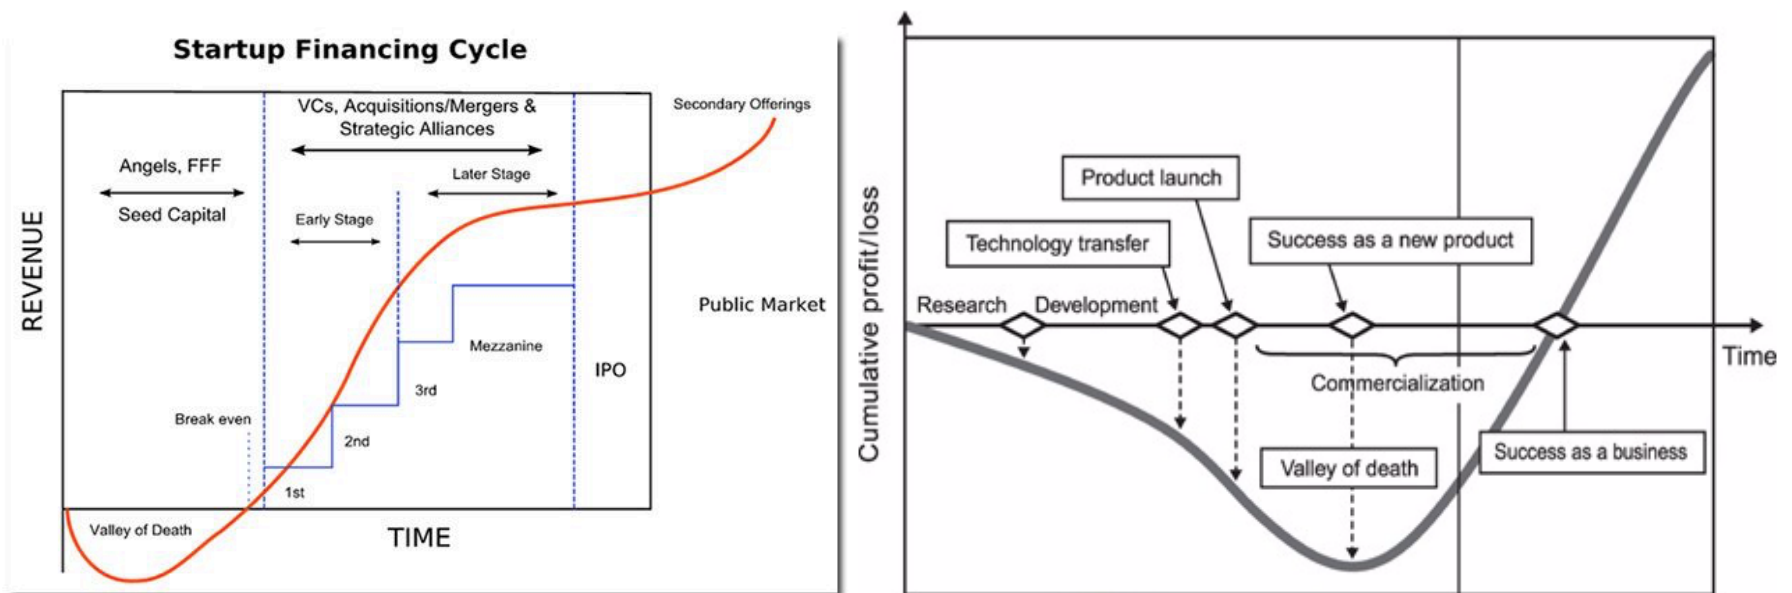 Startup Financing Cycle
VCs, Acquisitions/Mergers &
Strategic Alliances
Secondary Offerings
Angels, FFF
Seed Capital
Later Stage
Early Stage
REVENUE
Public Market
Mezzanine
IPO
3rd
Break even
2nd
1st
Valley of Death
TIME
Cumulative profit/loss
Product launch
Technology transfer
Success as a new product
Research
Development
Time
Commercialization
Success as a business
Valley of death